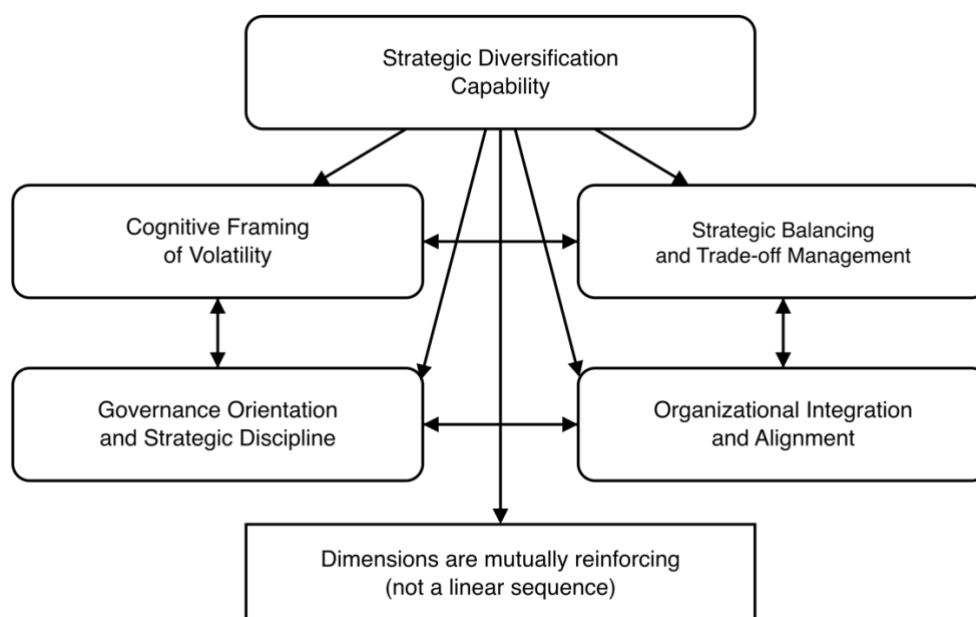 Strategic Diversification
Capability
Cognitive Framing
of Volatility
Strategic Balancing
and Trade-off Management
Governance Orientation
and Strategic Discipline
Organizational Integration
and Alignment
Dimensions are mutually reinforcing
(not a linear sequence)